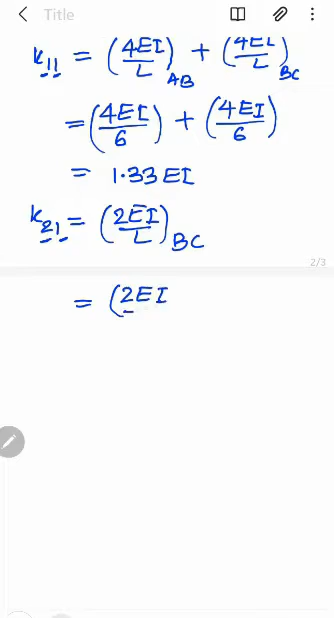 Title
k11 = (4EI/L)AB + (4EI/L)BC
= (4EI/6) + (4EI/6)
= 1.33EI
k21 = (2EI/L)BC
2/3
= (2EI